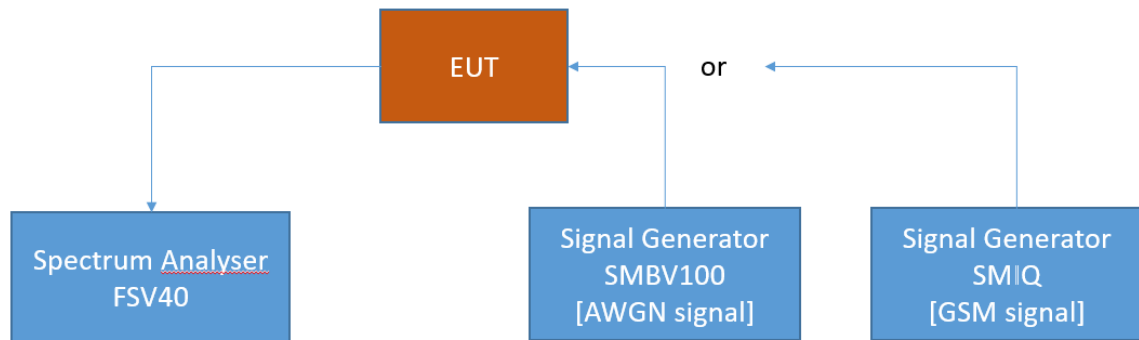 EUT
or
Spectrum Analyser
FSV40
Signal Generator
SMBV100
[AWGN signal]
Signal Generator
SMIQ
[GSM signal]